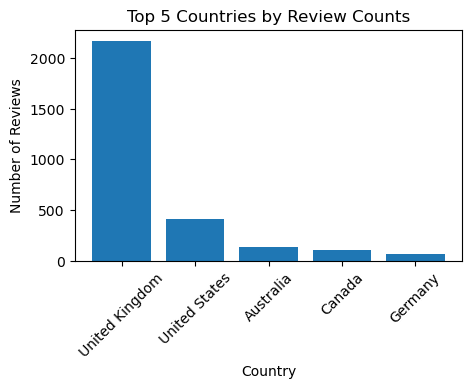 Top 5 Countries by Review Counts
Number of Reviews
2000
1500
1000
500
0
United Kingdom
United States
Australia
Canada
Germany
Country